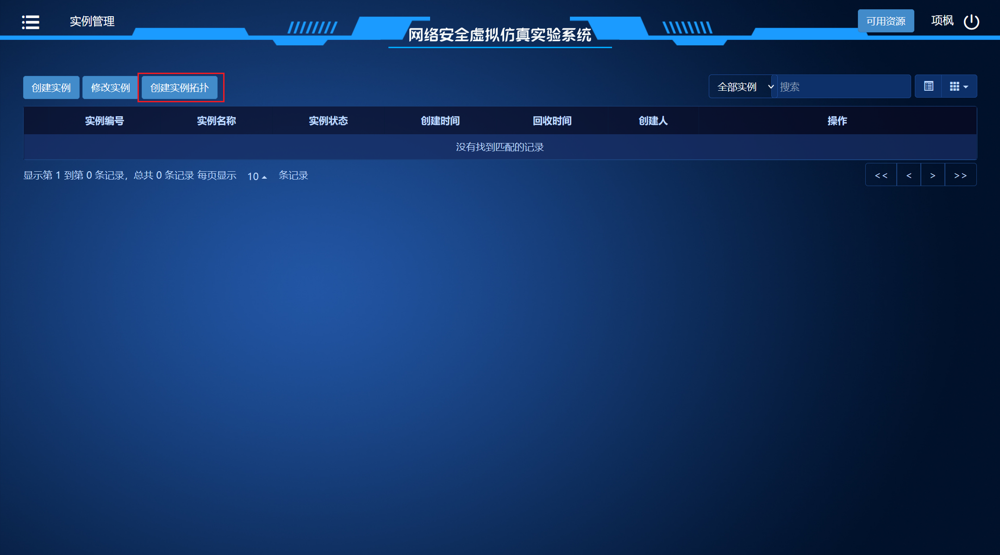 实例管理
网络安全虚拟仿真实验系统
可用资源 项枫
创建实例 修改实例 创建实例拓扑
全部实例 搜索
实例编号 实例名称 实例状态 创建时间 回收时间 创建人 操作
没有找到匹配的记录
显示第 1 到第 0 条记录，总共 0 条记录 每页显示 10 条记录
<< < > >>